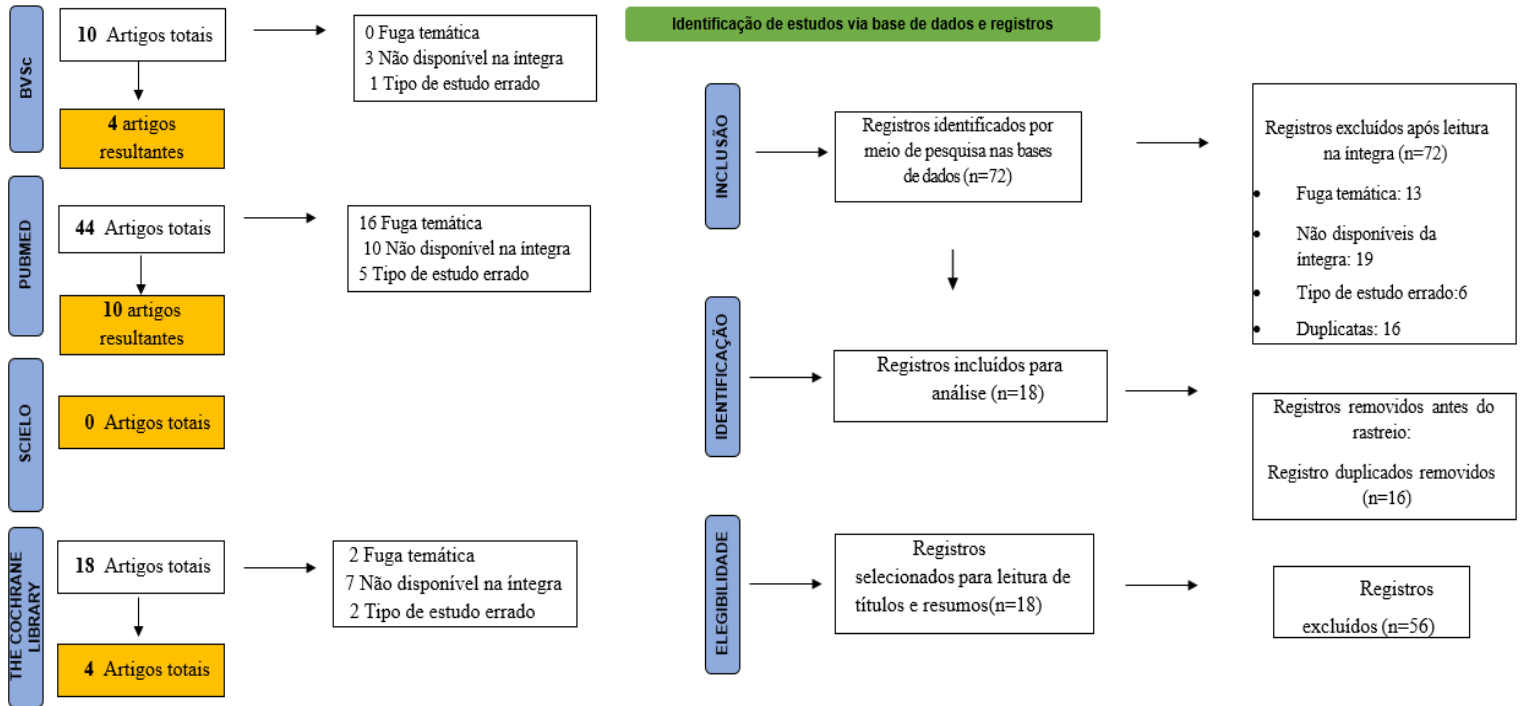 BVSc
10 Artigos totais
0 Fuga temática
3 Não disponível na íntegra
1 Tipo de estudo errado
4 artigos
resultantes
PUBMED
44 Artigos totais
16 Fuga temática
10 Não disponível na íntegra
5 Tipo de estudo errado
10 artigos
resultantes
SCIELO
0 Artigos totais
THE COCHRANE
LIBRARY
18 Artigos totais
2 Fuga temática
7 Não disponível na íntegra
2 Tipo de estudo errado
4 Artigos totais
Identificação de estudos via base de dados e registros
INCLUSÃO
Registros identificados por
meio de pesquisa nas bases
de dados (n=72)
Registros excluídos após leitura
na íntegra (n=72)
• Fuga temática: 13
• Não disponíveis da
íntegra: 19
• Tipo de estudo errado:6
• Duplicatas: 16
IDENTIFICAÇÃO
Registros incluídos para
análise (n=18)
Registros removidos antes do
rastreio:
Registro duplicados removidos
(n=16)
ELEGIBILIDADE
Registros
selecionados para leitura de
títulos e resumos(n=18)
Registros
excluídos (n=56)